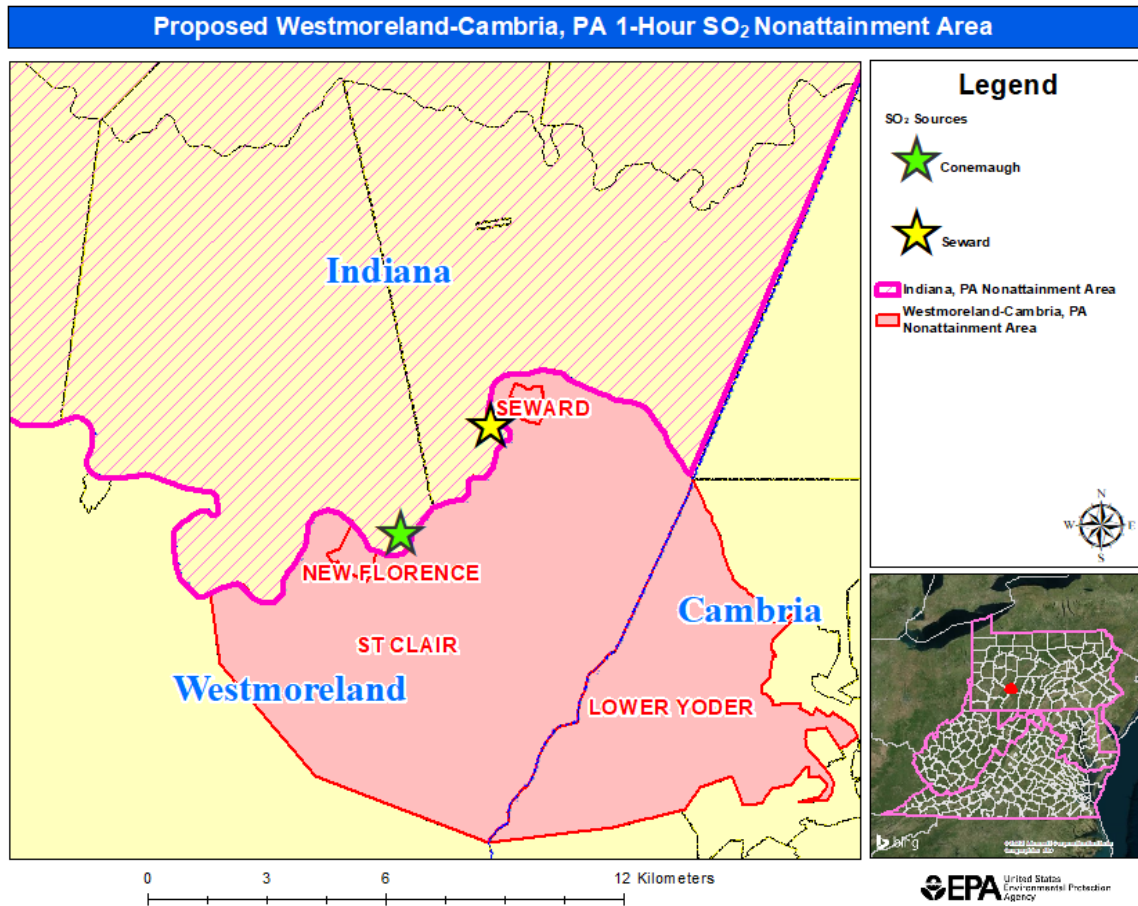 Proposed Westmoreland-Cambria, PA 1-Hour SO₂ Nonattainment Area
Legend
SO₂ Sources
Conemaugh
Seward
Indiana, PA Nonattainment Area
Westmoreland-Cambria, PA
Nonattainment Area
Indiana
SEWARD
NEW FLORENCE
Cambria
ST CLAIR
Westmoreland
LOWER YODER
N
W
E
S
bing
0 3 6 12 Kilometers
EPA
United States
Environmental Protection
Agency